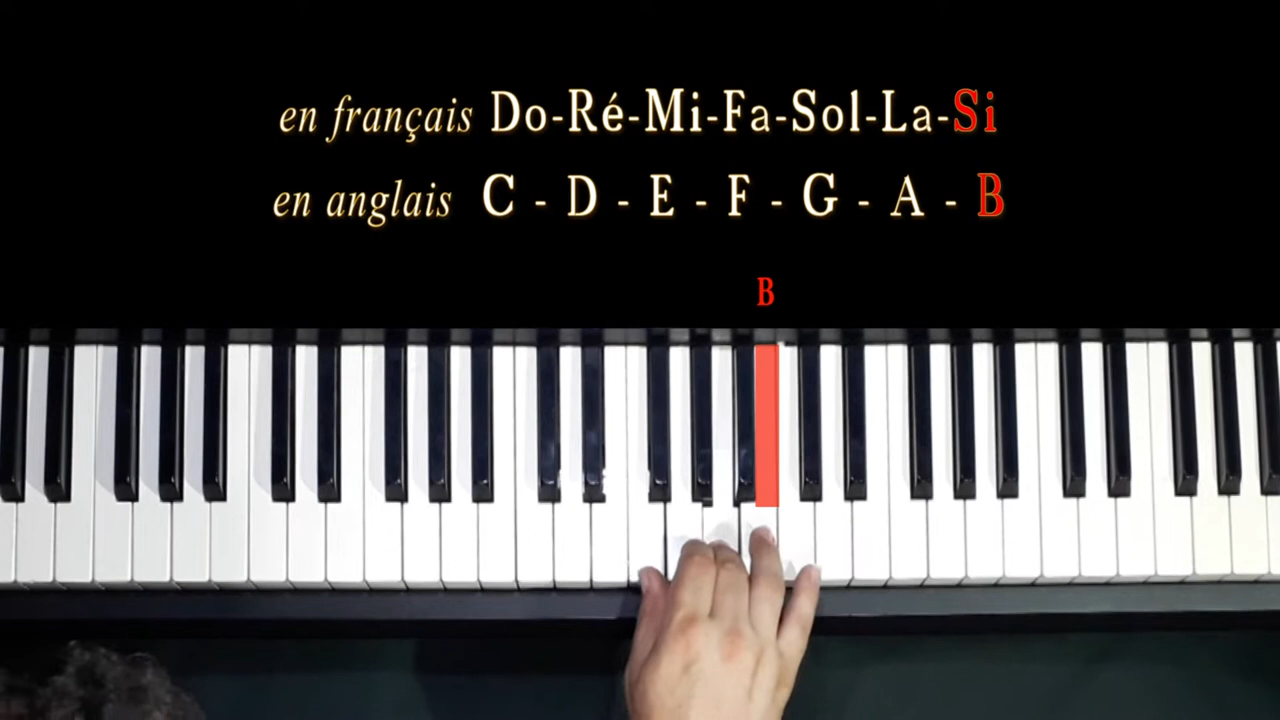 en français Do-Ré-Mi-Fa-Sol-La-Si
en anglais C - D - E - F - G - A - B
B